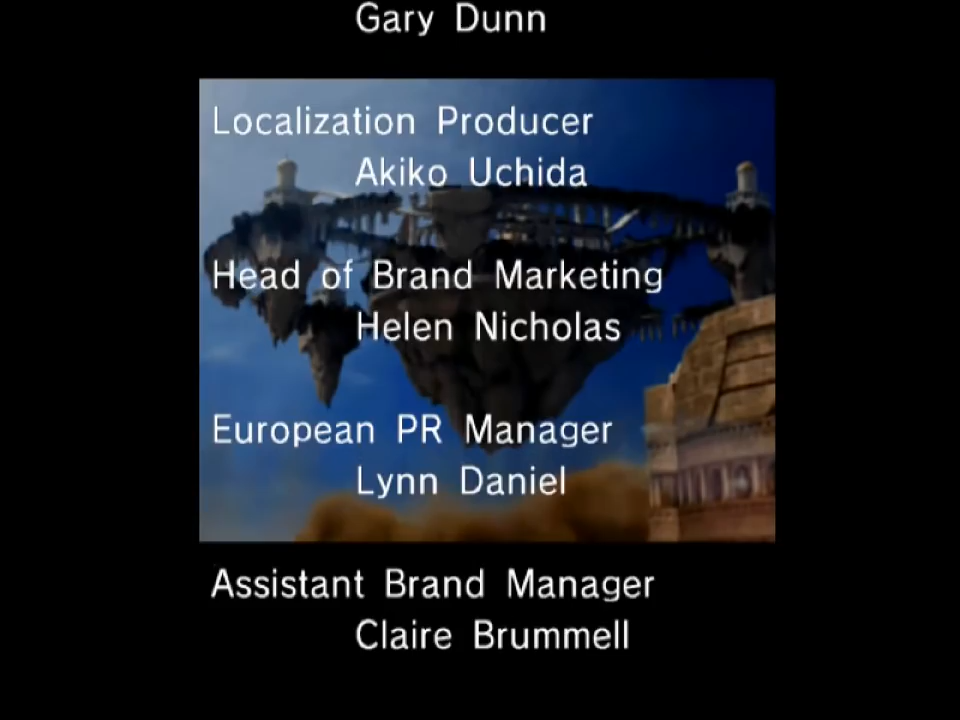 Gary Dunn
Localization Producer
Akiko Uchida
Head of Brand Marketing
Helen Nicholas
European PR Manager
Lynn Daniel
Assistant Brand Manager
Claire Brummell